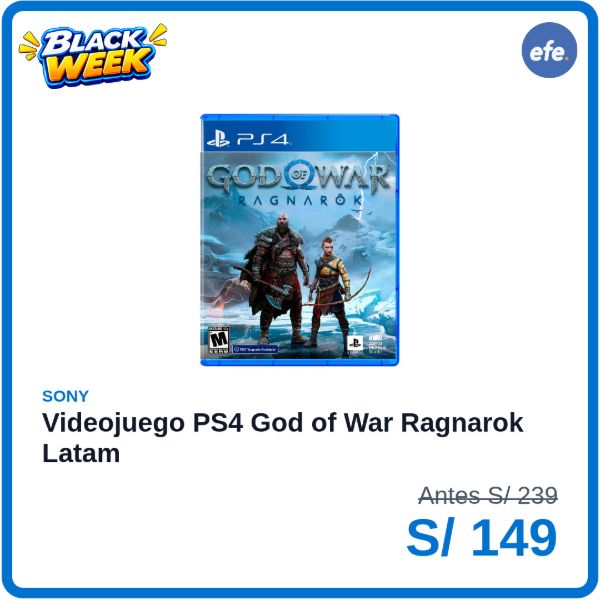 BLACK
WEEK
efe.
PS4
GOD OF WAR
RAGNARÖK
M
SONY
Videojuego PS4 God of War Ragnarok
Latam
Antes S/ 239
S/ 149